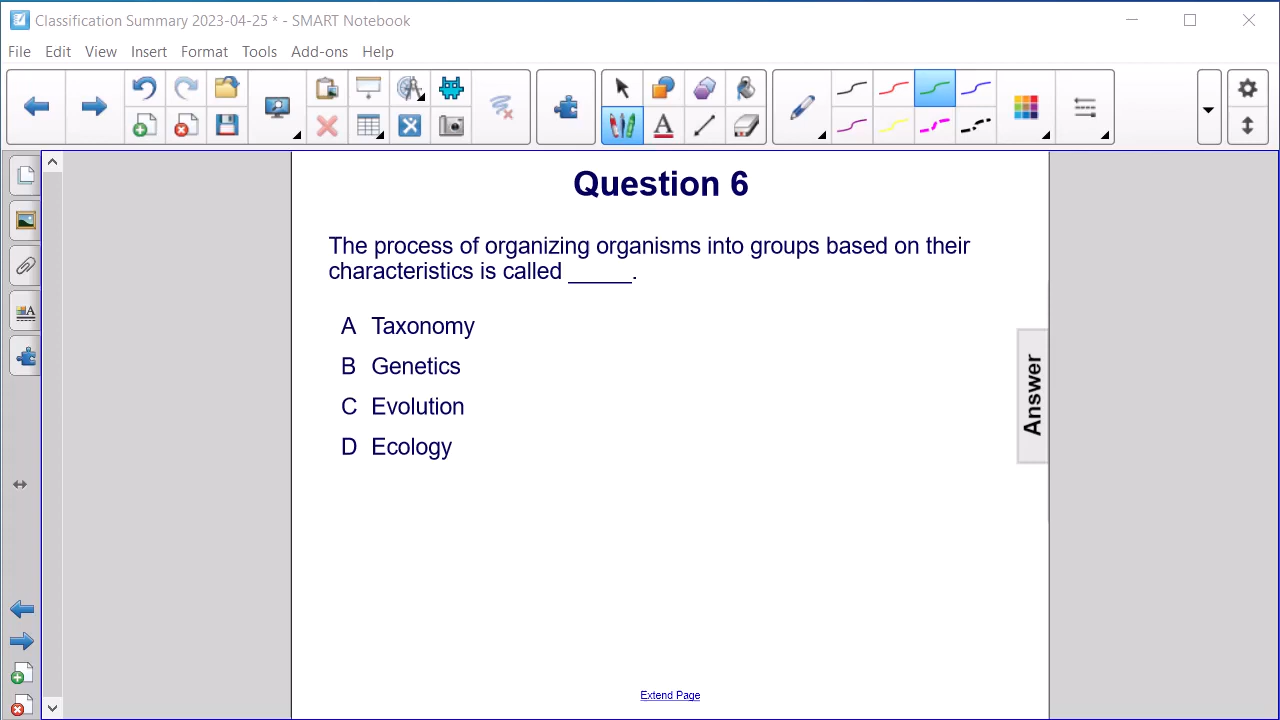 Classification Summary 2023-04-25 * - SMART Notebook
File Edit View Insert Format Tools Add-ons Help
Question 6
The process of organizing organisms into groups based on their
characteristics is called _____.
A Taxonomy
B Genetics
C Evolution
D Ecology
Answer
Extend Page